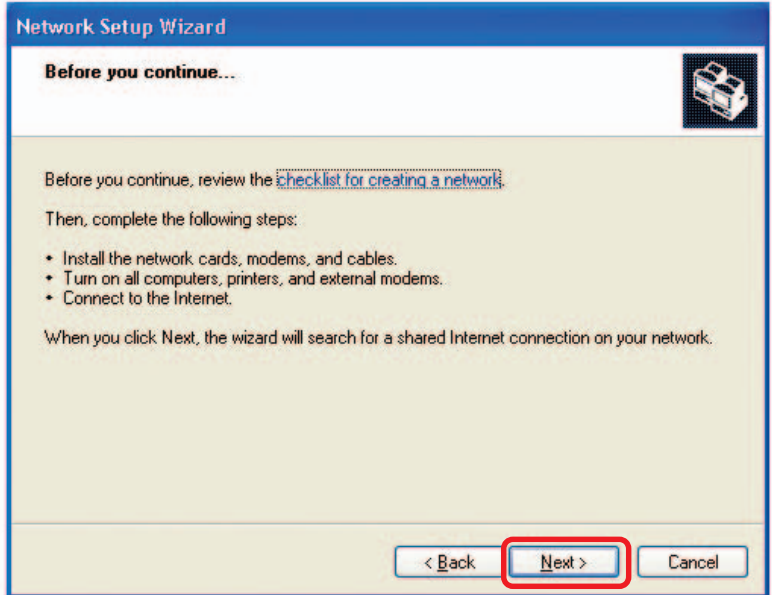 Network Setup Wizard
Before you continue...
Before you continue, review the checklist for creating a network.
Then, complete the following steps:
• Install the network cards, modems, and cables.
• Turn on all computers, printers, and external modems.
• Connect to the Internet.
When you click Next, the wizard will search for a shared Internet connection on your network.
< Back Next > Cancel